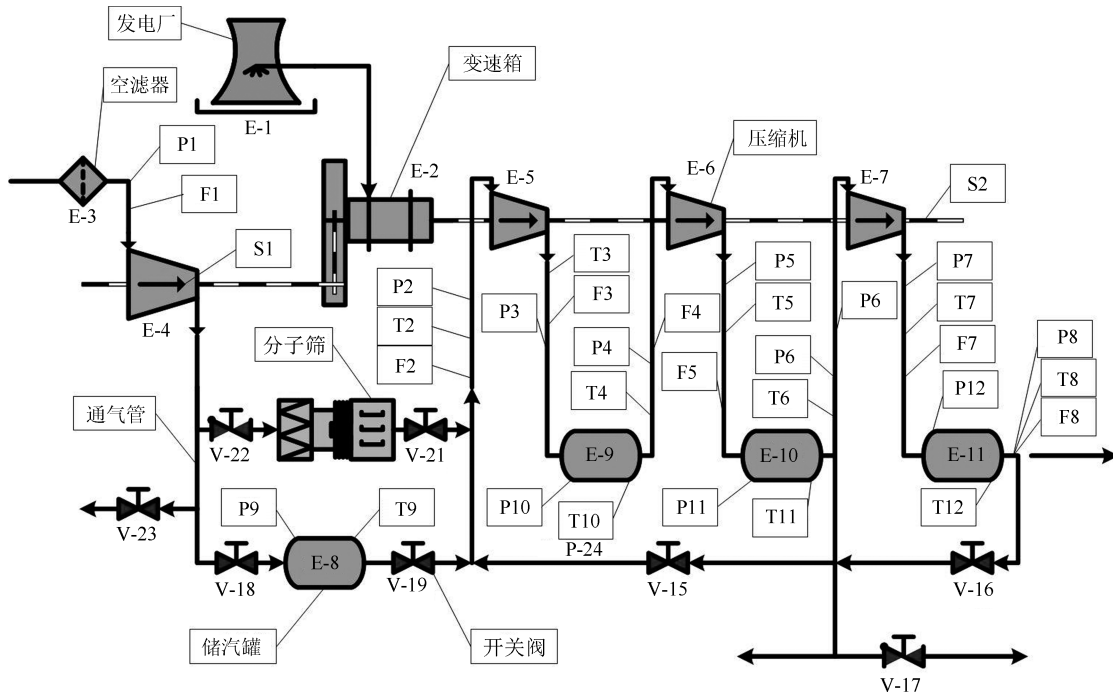 发电厂
变速箱
空滤器
E-1
P1
E-2
E-5
E-6
压缩机
E-7
S2
E-3
F1
S1
T3
P5
P7
P2
F3
T5
P6
T7
P3
F4
E-4
分子筛
T2
P4
P6
F7
P8
F2
F5
T4
T6
P12
T8
F8
通气管
V-22
V-21
E-9
E-10
E-11
P10
T10
P11
T11
T12
V-23
P9
T9
P-24
E-8
V-18
V-19
V-15
V-16
储汽罐
开关阀
V-17